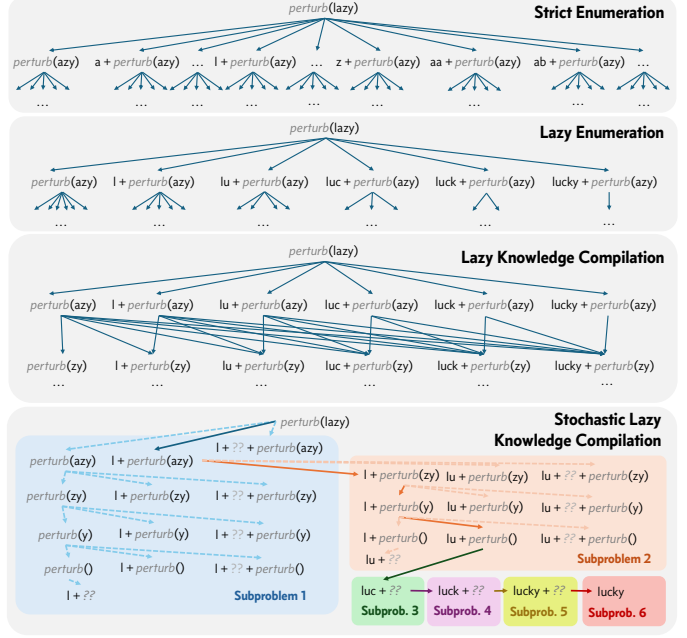 Strict Enumeration
perturb(lazy)
perturb(azy) a + perturb(azy) ... l + perturb(azy) ... z + perturb(azy) aa + perturb(azy) ab + perturb(azy) ...
... ... ... ... ... ...
Lazy Enumeration
perturb(lazy)
perturb(azy) l + perturb(azy) lu + perturb(azy) luc + perturb(azy) luck + perturb(azy) lucky + perturb(azy)
... ... ... ... ... ...
Lazy Knowledge Compilation
perturb(lazy)
perturb(azy) l + perturb(azy) lu + perturb(azy) luc + perturb(azy) luck + perturb(azy) lucky + perturb(azy)
perturb(zy) l + perturb(zy) lu + perturb(zy) luc + perturb(zy) luck + perturb(zy) lucky + perturb(zy)
... ... ... ... ... ...
Stochastic Lazy
Knowledge Compilation
perturb(lazy)
perturb(azy) l + perturb(azy) l + ?? + perturb(azy)
perturb(zy) l + perturb(zy) l + ?? + perturb(zy)
perturb(y) l + perturb(y) l + ?? + perturb(y)
perturb() l + perturb() l + ?? + perturb()
l + ??
Subproblem 1
l + perturb(zy) lu + perturb(zy) lu + ?? + perturb(zy)
l + perturb(y) lu + perturb(y) lu + ?? + perturb(y)
l + perturb() lu + perturb() lu + ?? + perturb()
lu + ??
Subproblem 2
luc + ?? luck + ?? lucky + ?? lucky
Subprob. 3 Subprob. 4 Subprob. 5 Subprob. 6